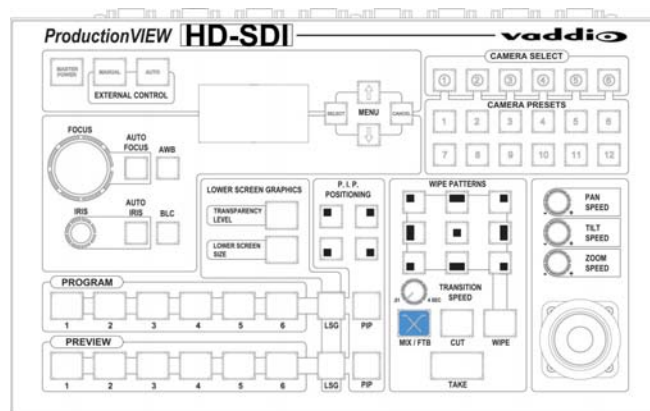 ProductionVIEW HD-SDI
vaddio
MASTER POWER
MANUAL
AUTO
EXTERNAL CONTROL
SELECT
MENU
CANCEL
CAMERA SELECT
1 2 3 4 5 6
CAMERA PRESETS
1 2 3 4 5 6
7 8 9 10 11 12
FOCUS
AUTO FOCUS
AWB
IRIS
AUTO IRIS
BLC
LOWER SCREEN GRAPHICS
TRANSPARENCY LEVEL
LOWER SCREEN SIZE
P. I. P. POSITIONING
WIPE PATTERNS
TRANSITION SPEED
.01
4 SEC
MIX / FTB
CUT
WIPE
TAKE
PAN SPEED
- +
TILT SPEED
- +
ZOOM SPEED
- +
PROGRAM
1 2 3 4 5 6 LSG PIP
PREVIEW
1 2 3 4 5 6 LSG PIP